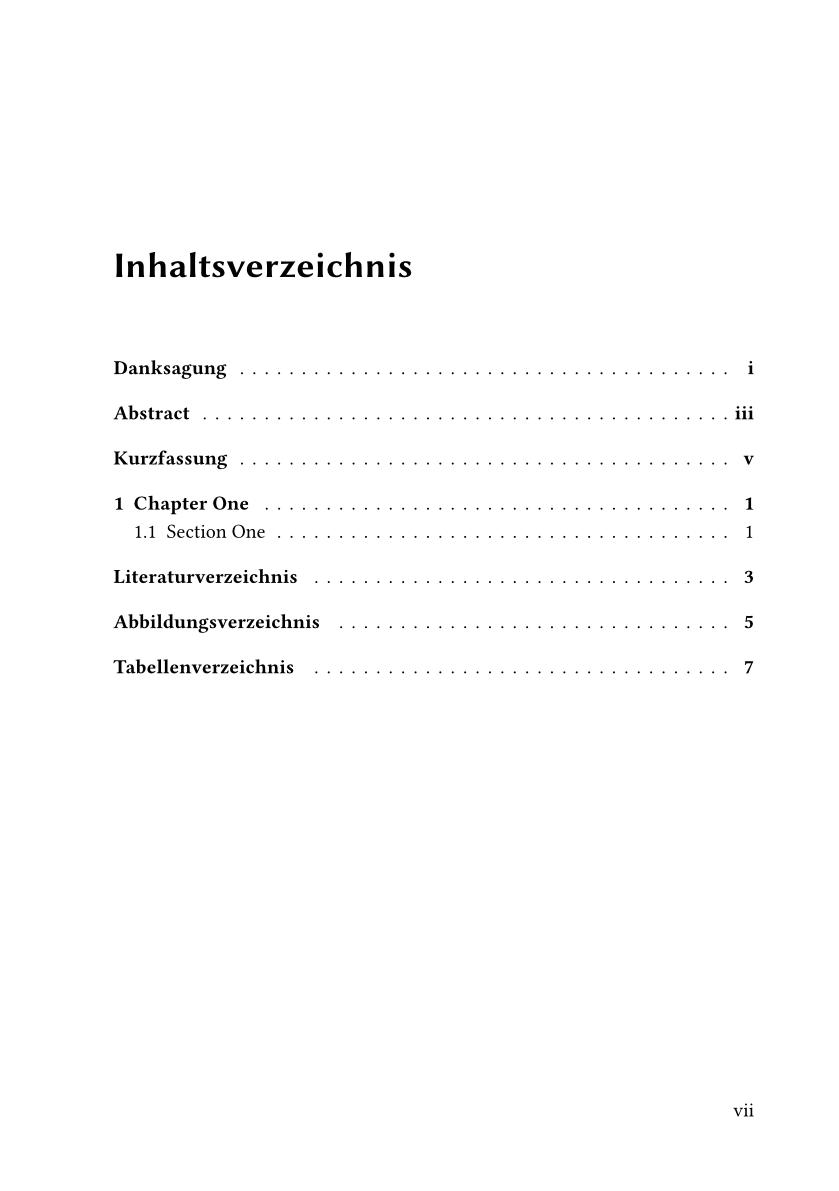 Inhaltsverzeichnis
Danksagung . . . . . . . . . . . . . . . . . . . . . . . . . . . . . . . . . . . . . . . . i
Abstract . . . . . . . . . . . . . . . . . . . . . . . . . . . . . . . . . . . . . . . . . . . iii
Kurzfassung . . . . . . . . . . . . . . . . . . . . . . . . . . . . . . . . . . . . . . . . v
1 Chapter One . . . . . . . . . . . . . . . . . . . . . . . . . . . . . . . . . . . . . . 1
1.1 Section One . . . . . . . . . . . . . . . . . . . . . . . . . . . . . . . . . . . . . 1
Literaturverzeichnis . . . . . . . . . . . . . . . . . . . . . . . . . . . . . . . . . . 3
Abbildungsverzeichnis . . . . . . . . . . . . . . . . . . . . . . . . . . . . . . . . 5
Tabellenverzeichnis . . . . . . . . . . . . . . . . . . . . . . . . . . . . . . . . . . 7
vii